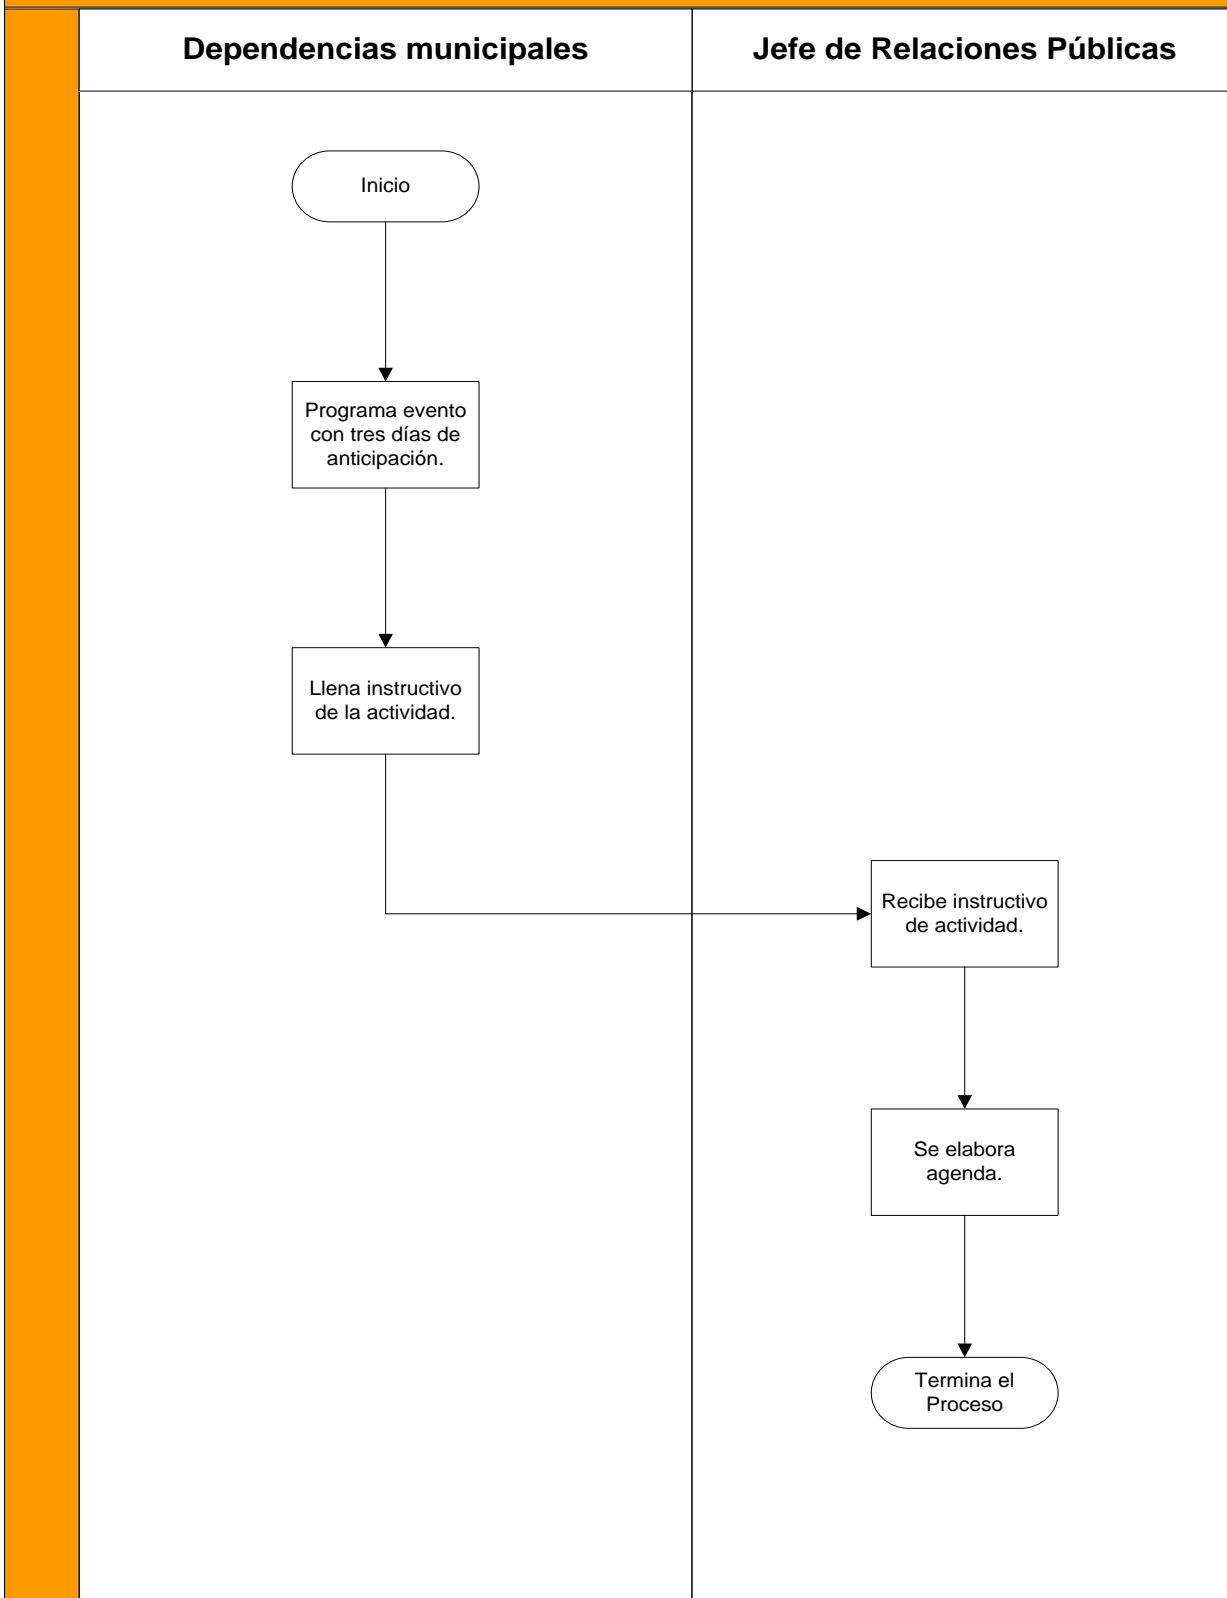 Dependencias municipales
Jefe de Relaciones Públicas
Inicio
Programa evento
con tres días de
anticipación.
Llena instructivo
de la actividad.
Recibe instructivo
de actividad.
Se elabora
agenda.
Termina el
Proceso